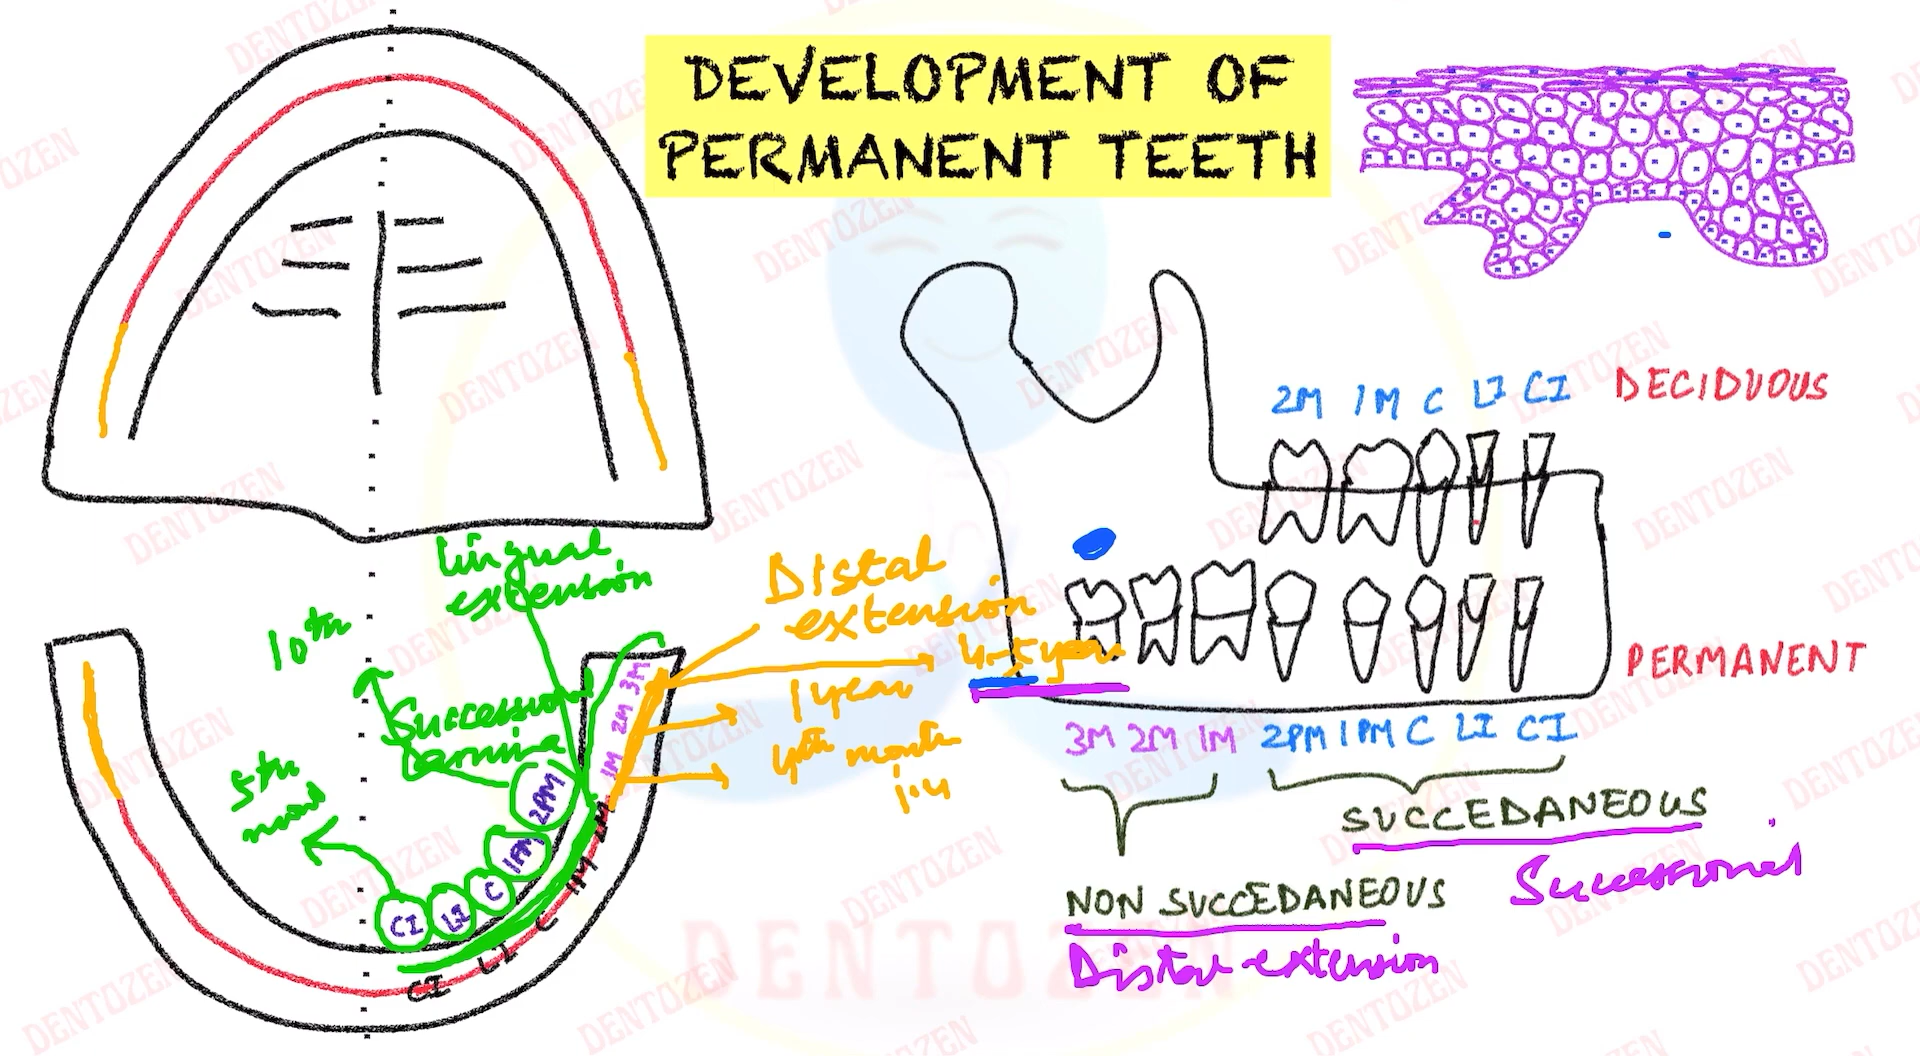 DEVELOPMENT OF
PERMANENT TEETH
2M 1M C LI CI DECIDUOUS
lingual
extension
10th
Successional
lamina
5th
Distal
extension
4-5 year
1 year
4th month
i.u
3M
2M
1M
2M
1M
C
LI
CI
2PM
1PM
C
LI
CI
PERMANENT
3M 2M 1M 2PM 1PM C LI CI
SUCCEDANEOUS
Successional
NON SUCCEDANEOUS
Distal extension
DENTOZEN